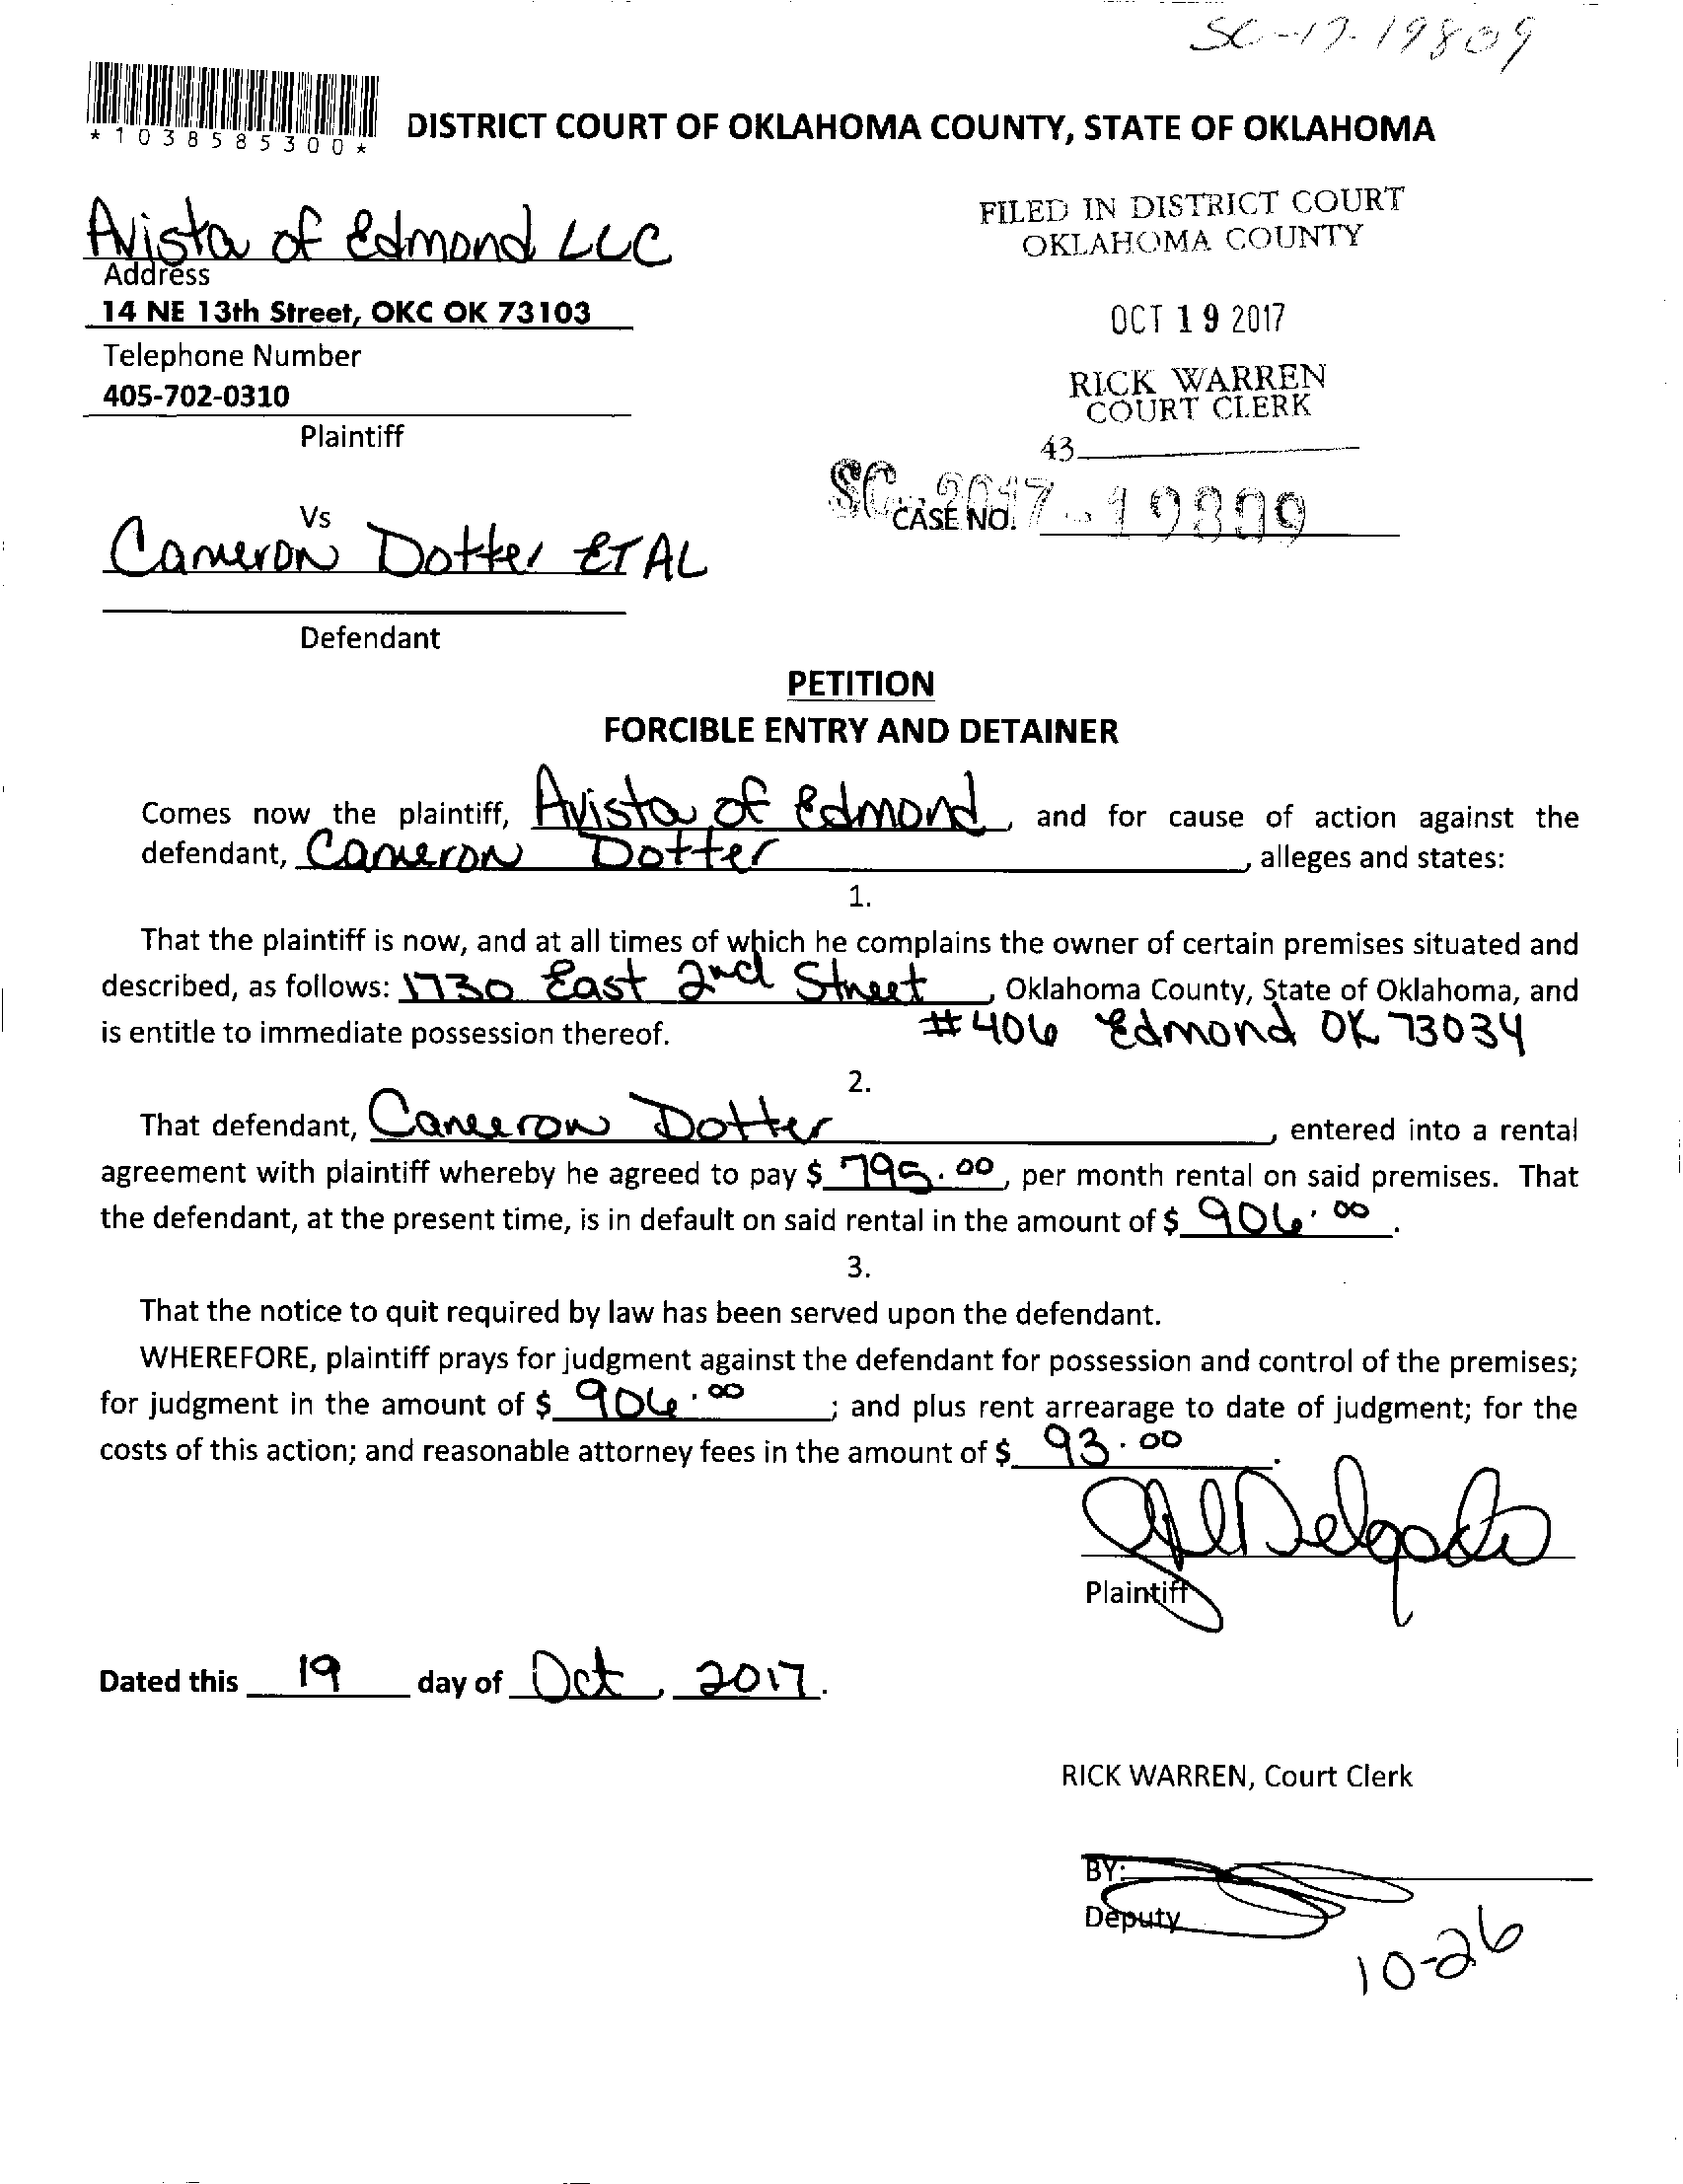 SC-17-19809
*1038585300*
DISTRICT COURT OF OKLAHOMA COUNTY, STATE OF OKLAHOMA
Avista of Edmond LLC
Address
14 NE 13th Street, OKC OK 73103
Telephone Number
405-702-0310
Plaintiff
FILED IN DISTRICT COURT
OKLAHOMA COUNTY
OCT 19 2017
RICK WARREN
COURT CLERK
43
SC-2017-19809
CASE NO.
Vs
Cameron Dotter ET AL
Defendant
PETITION
FORCIBLE ENTRY AND DETAINER
Comes now the plaintiff, Avista of Edmond, and for cause of action against the
defendant, Cameron Dotter, alleges and states:
1.
That the plaintiff is now, and at all times of which he complains the owner of certain premises situated and
described, as follows: 1730 East 2nd Street, Oklahoma County, State of Oklahoma, and
is entitle to immediate possession thereof. #406 Edmond OK 73034
2.
That defendant, Cameron Dotter, entered into a rental
agreement with plaintiff whereby he agreed to pay $ 795.00, per month rental on said premises. That
the defendant, at the present time, is in default on said rental in the amount of $ 906.00.
3.
That the notice to quit required by law has been served upon the defendant.
WHEREFORE, plaintiff prays for judgment against the defendant for possession and control of the premises;
for judgment in the amount of $ 906.00; and plus rent arrearage to date of judgment; for the
costs of this action; and reasonable attorney fees in the amount of $ 93.00.
Jill Delgado
Plaintiff
Dated this 19 day of Oct, 2017.
RICK WARREN, Court Clerk
BY:
Deputy
10-26